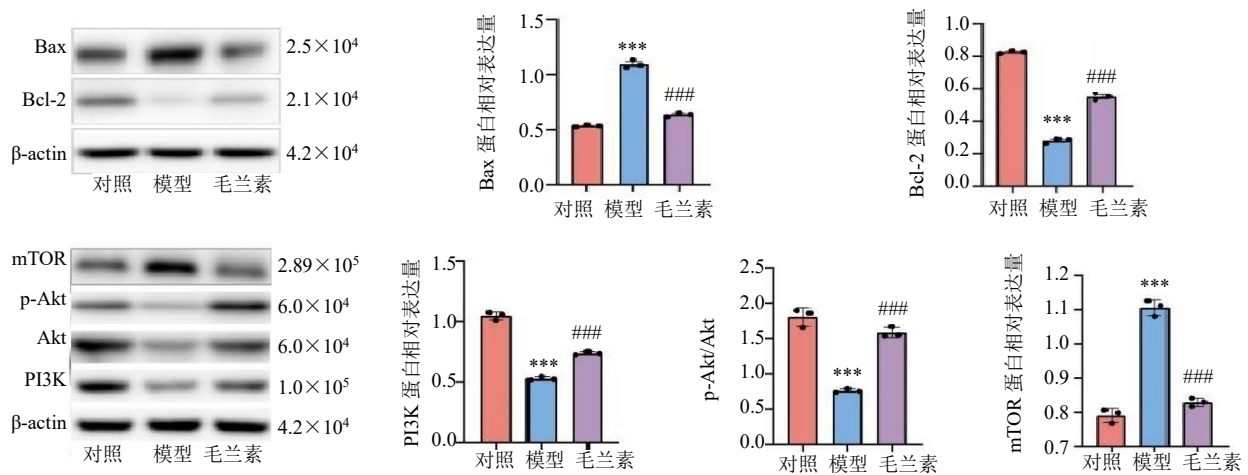 Bax
2.5×10⁴
Bcl-2
2.1×10⁴
β-actin
4.2×10⁴
对照 模型 毛兰素
Bax 蛋白相对表达量
1.5
1.0
0.5
0.0
***
###
对照 模型 毛兰素
Bcl-2 蛋白相对表达量
0.8
0.6
0.4
0.2
0.0
***
###
对照 模型 毛兰素
mTOR
2.89×10⁵
p-Akt
6.0×10⁴
Akt
6.0×10⁴
PI3K
1.0×10⁵
β-actin
4.2×10⁴
对照 模型 毛兰素
PI3K 蛋白相对表达量
1.5
1.0
0.5
0.0
***
###
对照 模型 毛兰素
p-Akt/Akt
2.5
2.0
1.5
1.0
0.5
0.0
***
###
对照 模型 毛兰素
mTOR 蛋白相对表达量
1.2
1.1
1.0
0.9
0.8
0.7
***
###
对照 模型 毛兰素